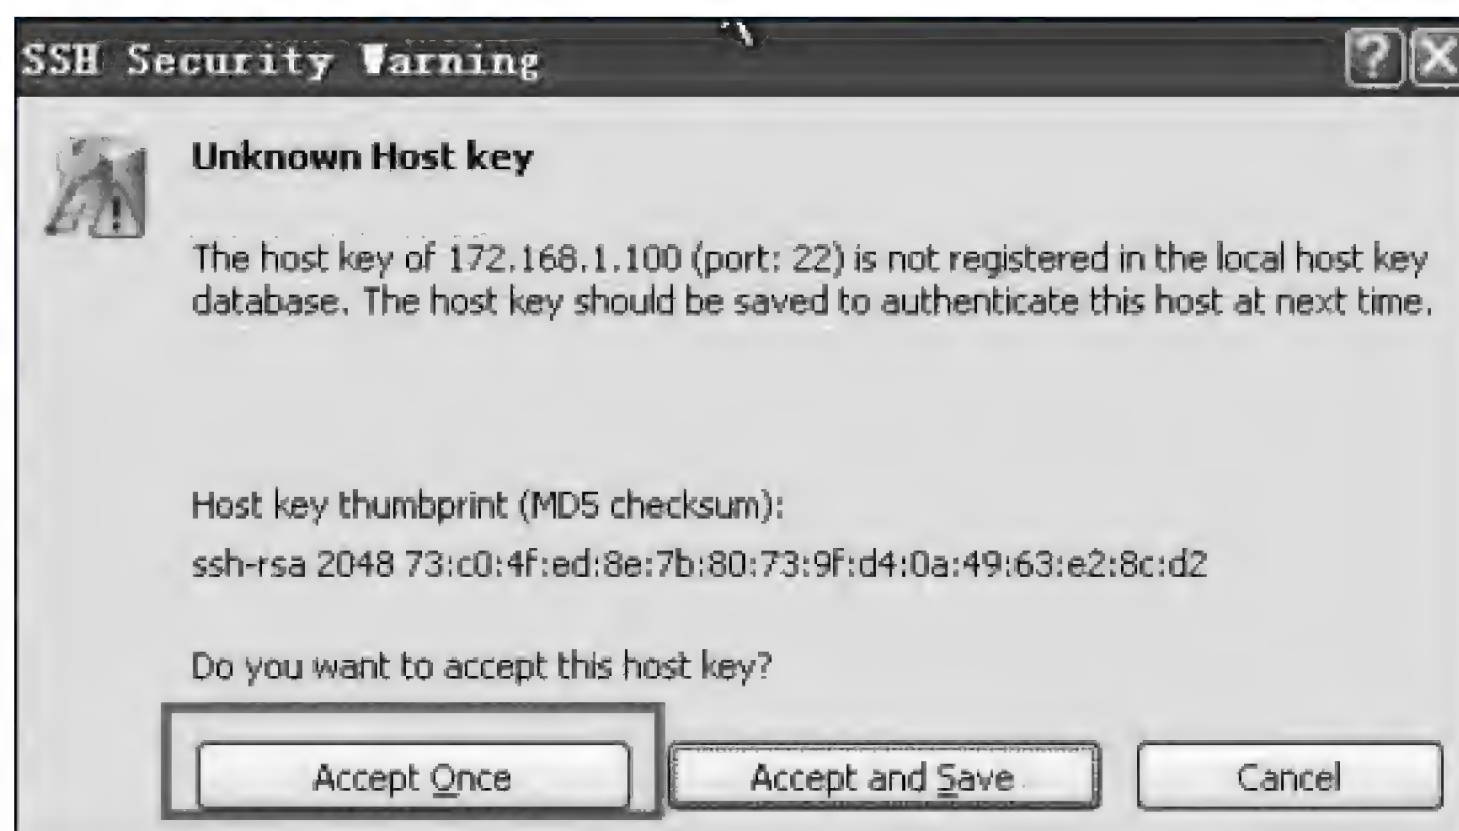 SSH Security Warning
Unknown Host key
The host key of 172.168.1.100 (port: 22) is not registered in the local host key
database. The host key should be saved to authenticate this host at next time.
Host key thumbprint (MD5 checksum):
ssh-rsa 2048 73:c0:4f:ed:8e:7b:80:73:9f:d4:0a:49:63:e2:8c:d2
Do you want to accept this host key?
Accept Once Accept and Save Cancel